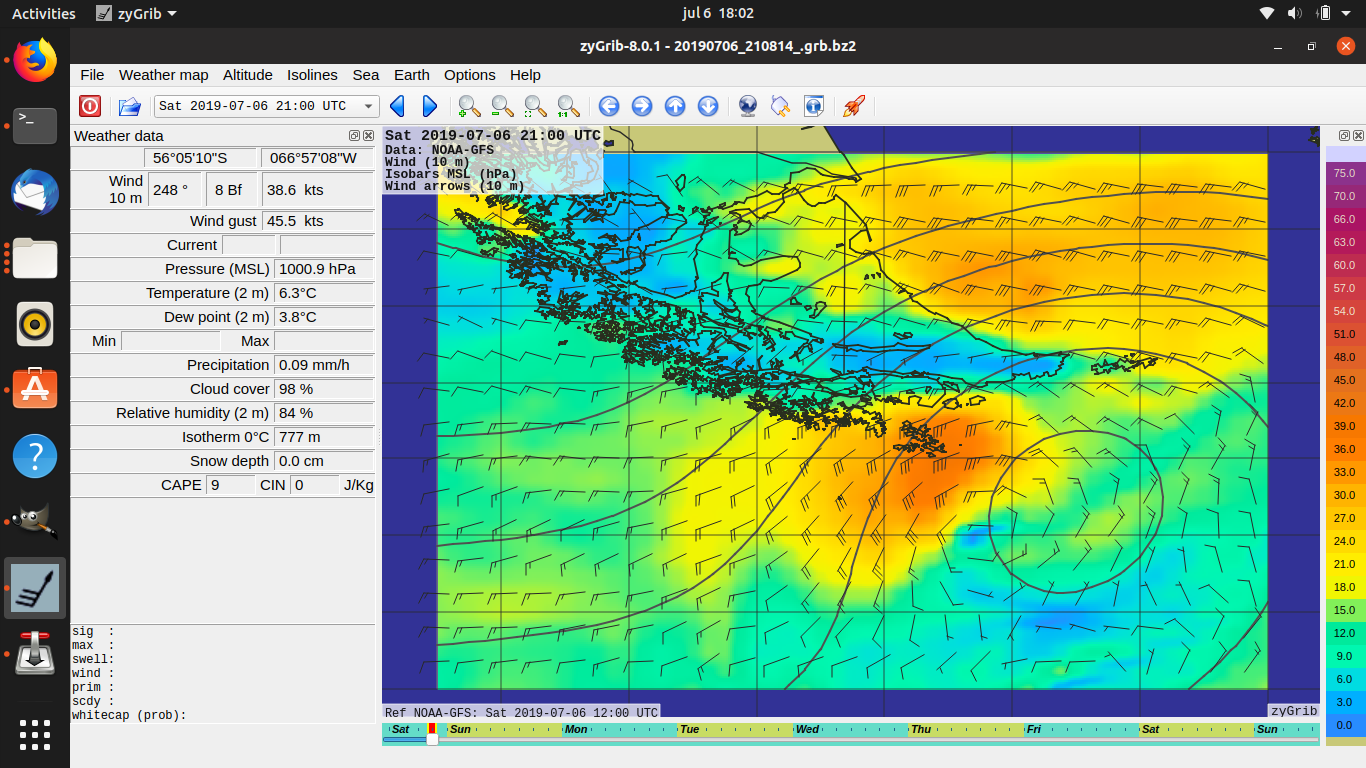 Activities zyGrib jul 6 18:02
zyGrib-8.0.1 - 20190706_210814_.grb.bz2
File Weather map Altitude Isolines Sea Earth Options Help
Sat 2019-07-06 21:00 UTC
Weather data
56°05'10"S 066°57'08"W
Wind
10 m 248 ° 8 Bf 38.6 kts
Wind gust 45.5 kts
Current
Pressure (MSL) 1000.9 hPa
Temperature (2 m) 6.3°C
Dew point (2 m) 3.8°C
Min Max
Precipitation 0.09 mm/h
Cloud cover 98 %
Relative humidity (2 m) 84 %
Isotherm 0°C 777 m
Snow depth 0.0 cm
CAPE 9 CIN 0 J/Kg
sig :
max :
swell:
wind :
prim :
scdy :
whitecap (prob):
Sat 2019-07-06 21:00 UTC
Data: NOAA-GFS
Wind (10 m)
Isobars MSL (hPa)
Wind arrows (10 m)
Ref NOAA-GFS: Sat 2019-07-06 12:00 UTC
zyGrib
Sat Sun Mon Tue Wed Thu Fri Sat Sun
75.0
70.0
66.0
63.0
60.0
57.0
54.0
51.0
48.0
45.0
42.0
39.0
36.0
33.0
30.0
27.0
24.0
21.0
18.0
15.0
12.0
9.0
6.0
3.0
0.0